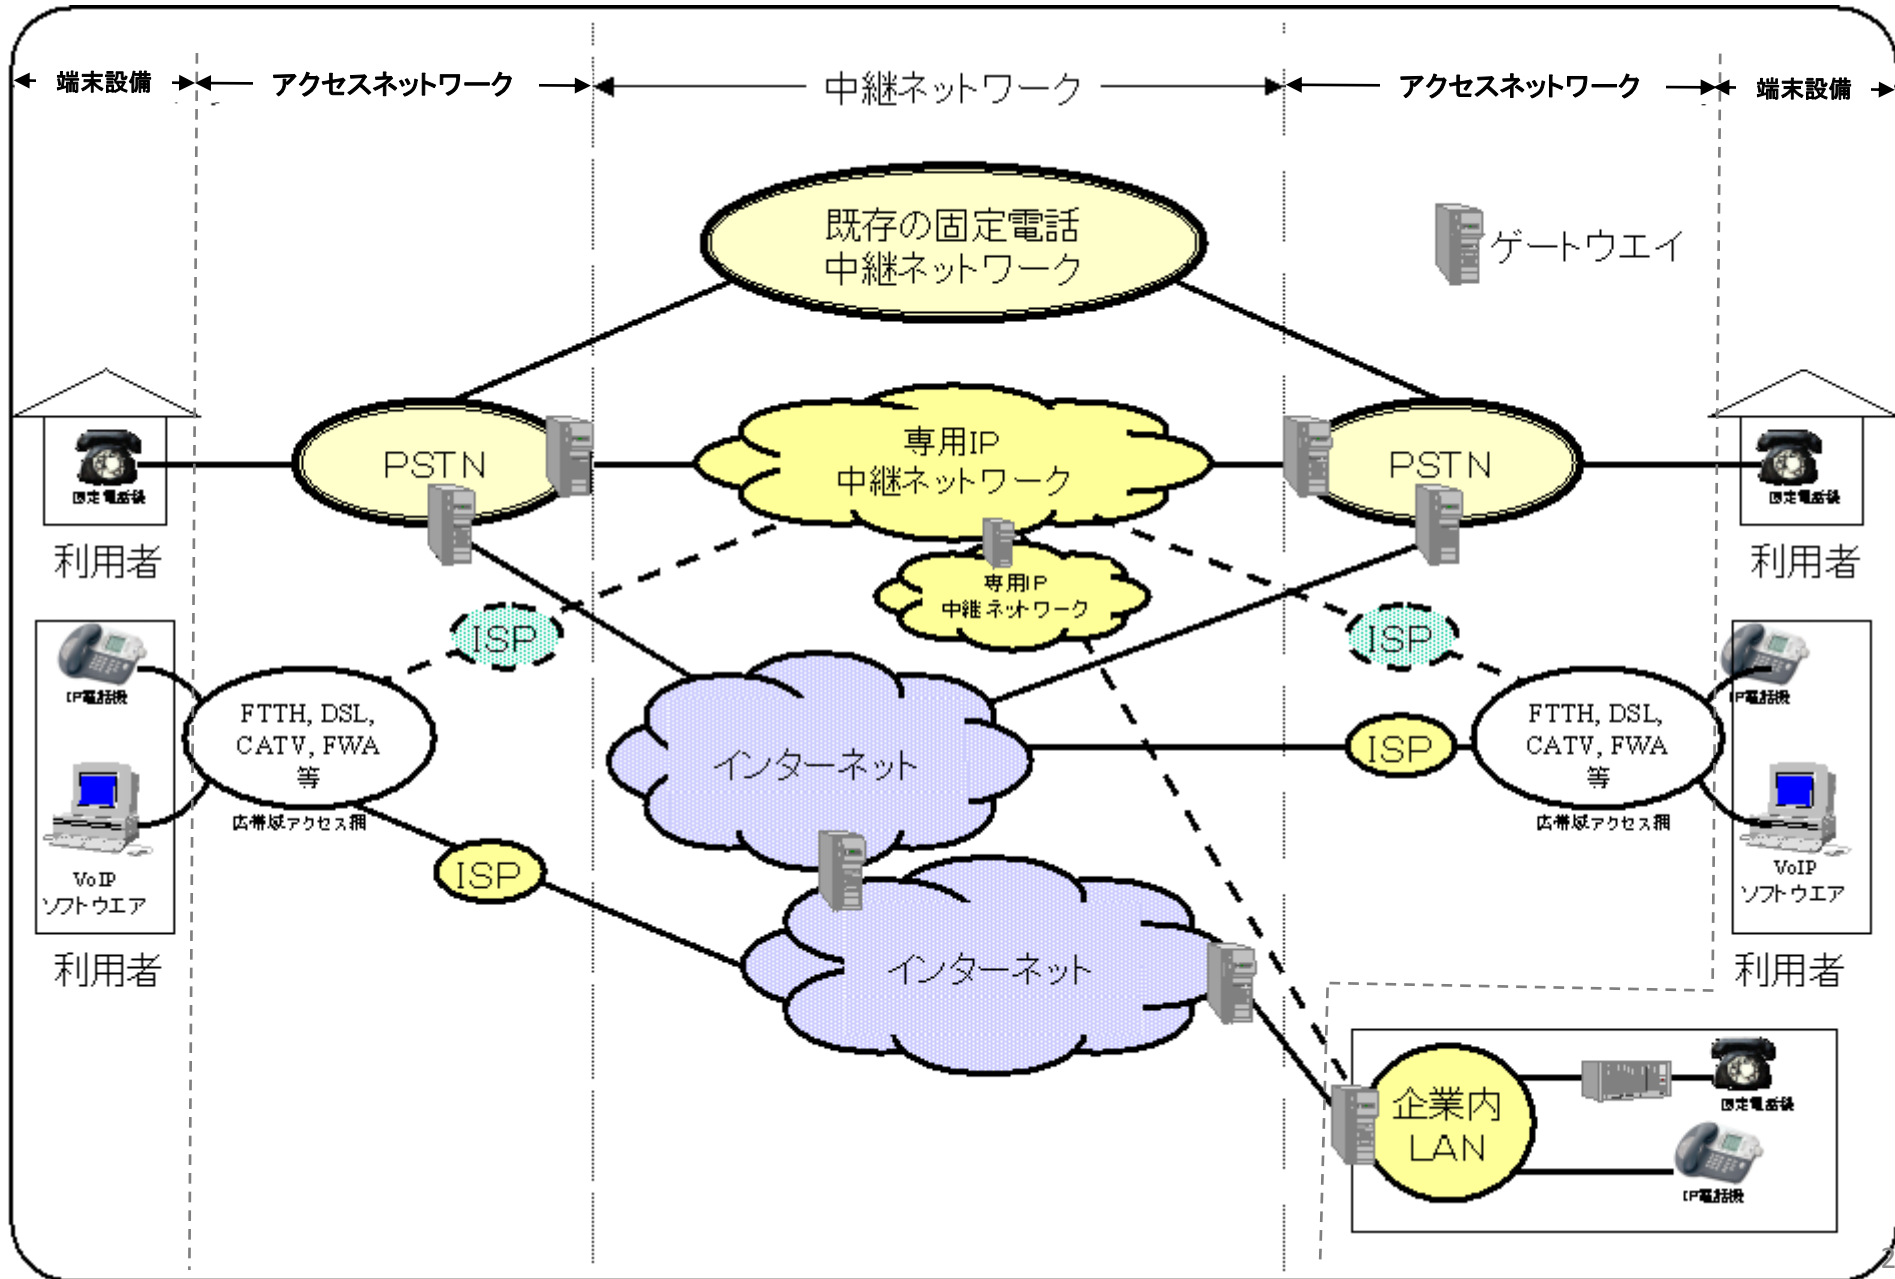 端末設備
アクセスネットワーク
中継ネットワーク
アクセスネットワーク
端末設備
既存の固定電話
中継ネットワーク
ゲートウエイ
固定電話機
利用者
PSTN
専用IP
中継ネットワーク
PSTN
固定電話機
利用者
専用IP
中継ネットワーク
ISP
ISP
IP電話機
FTTH, DSL,
CATV, FWA
等
広帯域アクセス網
VoIP
ソフトウエア
利用者
インターネット
ISP
FTTH, DSL,
CATV, FWA
等
広帯域アクセス網
IP電話機
VoIP
ソフトウエア
利用者
ISP
インターネット
企業内
LAN
固定電話機
IP電話機
2